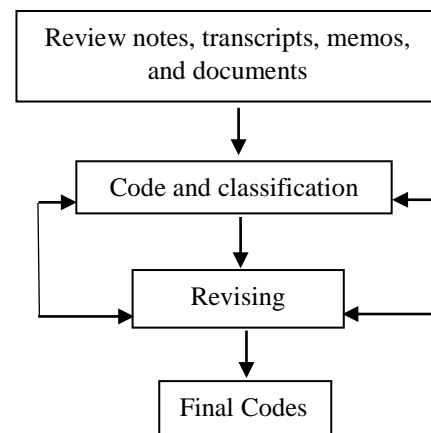 Review notes, transcripts, memos,
and documents
Code and classification
Revising
Final Codes